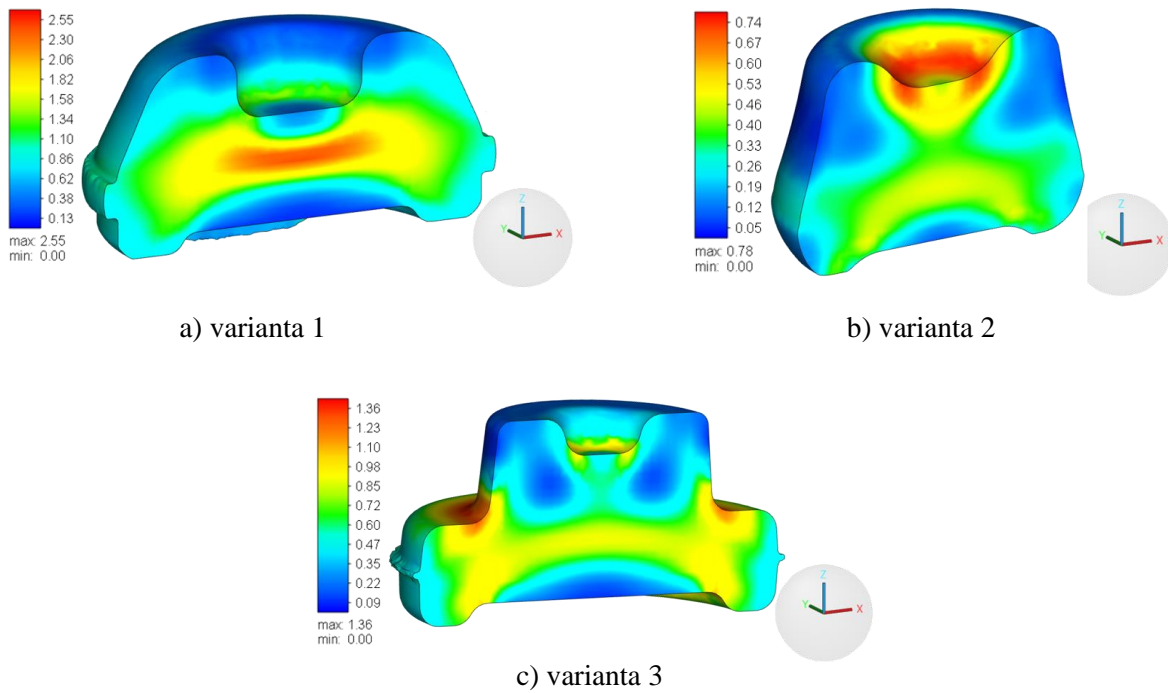 2.55
2.30
2.06
1.82
1.58
1.34
1.10
0.86
0.62
0.38
0.13
max: 2.55
min: 0.00
Z
Y
X
a) varianta 1
0.74
0.67
0.60
0.53
0.46
0.40
0.33
0.26
0.19
0.12
0.05
max: 0.78
min: 0.00
Z
Y
X
b) varianta 2
1.36
1.23
1.10
0.98
0.85
0.72
0.60
0.47
0.34
0.22
0.09
max: 1.36
min: 0.00
Z
Y
X
c) varianta 3